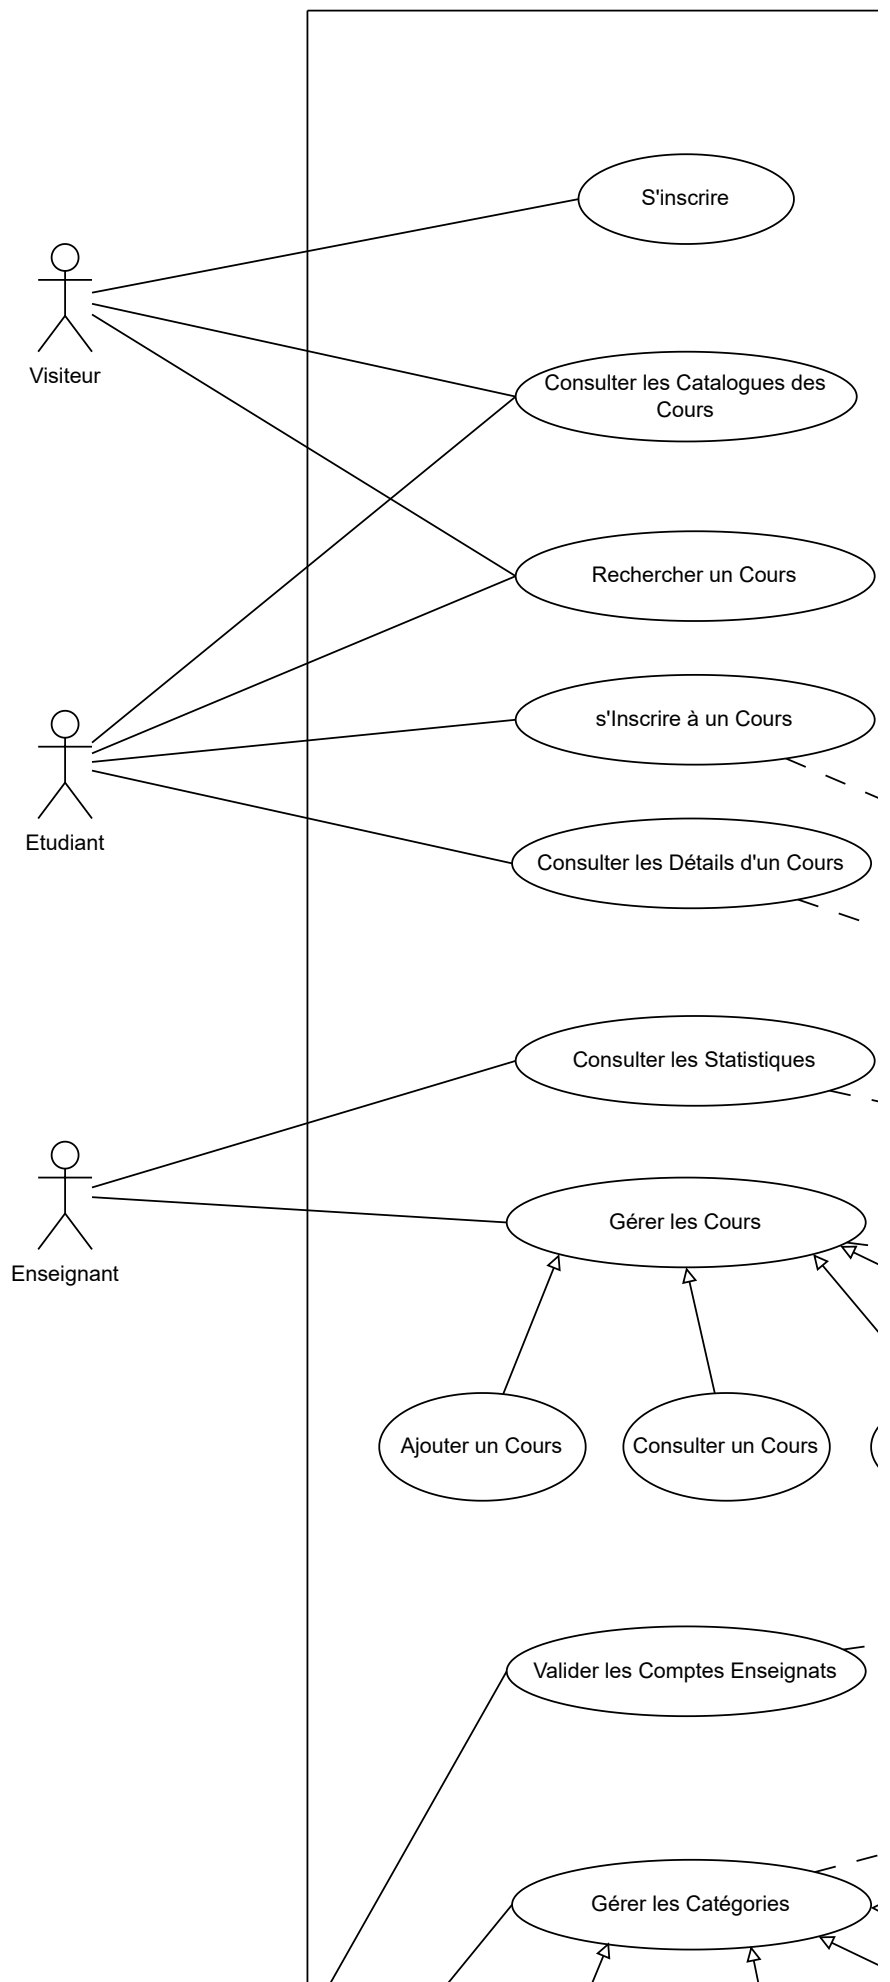 S'inscrire
Visiteur
Consulter les Catalogues des
Cours
Rechercher un Cours
s'Inscrire à un Cours
Etudiant
Consulter les Détails d'un Cours
Consulter les Statistiques
Gérer les Cours
Enseignant
Ajouter un Cours
Consulter un Cours
Valider les Comptes Enseignats
Gérer les Catégories